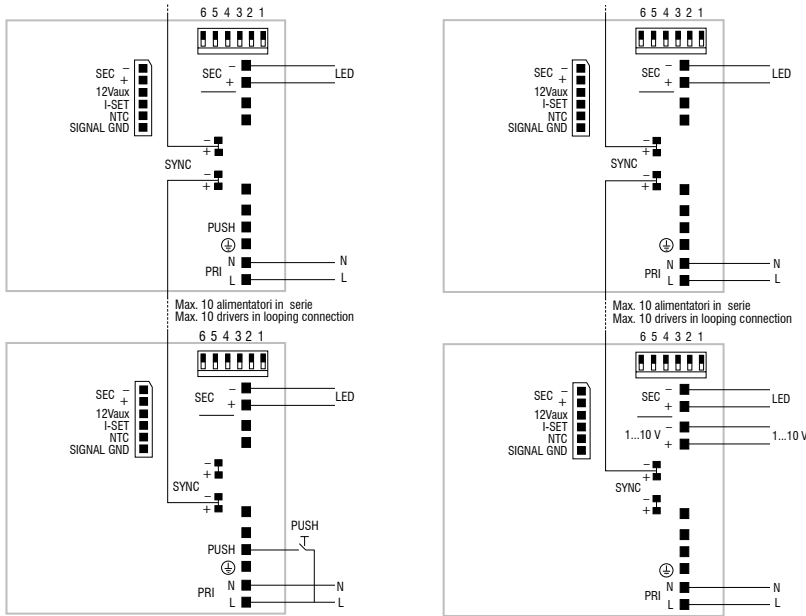 6 5 4 3 2 1
SEC −
+
12Vaux
I-SET
NTC
SIGNAL GND
SEC −
+
LED
−
+
SYNC
−
+
PUSH
N
PRI
L
N
L
Max. 10 alimentatori in serie
Max. 10 drivers in looping connection
6 5 4 3 2 1
SEC −
+
12Vaux
I-SET
NTC
SIGNAL GND
SEC −
+
LED
−
+
SYNC
−
+
PUSH
PUSH
N
PRI
L
N
L
6 5 4 3 2 1
SEC −
+
12Vaux
I-SET
NTC
SIGNAL GND
SEC −
+
LED
−
+
SYNC
−
+
N
PRI
L
N
L
Max. 10 alimentatori in serie
Max. 10 drivers in looping connection
6 5 4 3 2 1
SEC −
+
12Vaux
I-SET
NTC
SIGNAL GND
SEC −
+
LED
1...10 V −
+
1...10 V
−
+
SYNC
−
+
N
PRI
L
N
L